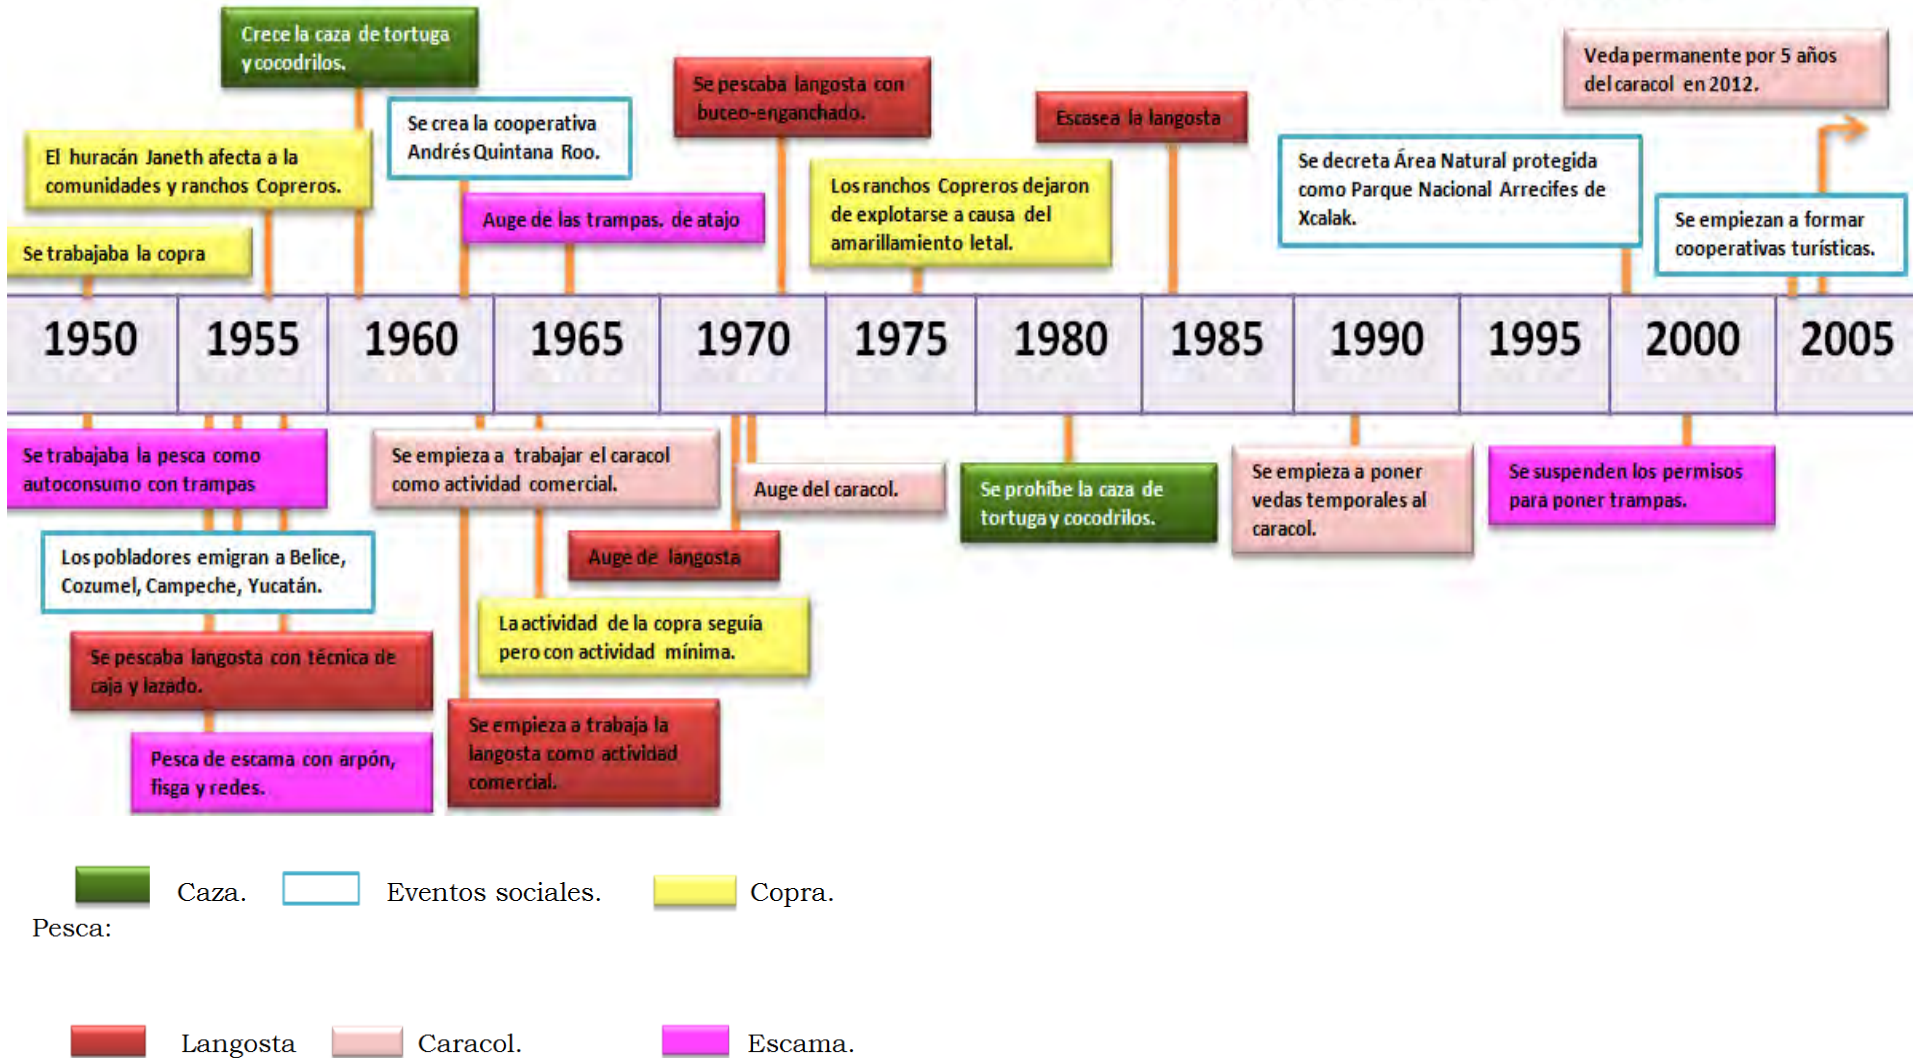 Crece la caza de tortuga
y cocodrilos.
Se crea la cooperativa
Andrés Quintana Roo.
El huracán Janeth afecta a la
comunidades y ranchos Copreros.
Se trabajaba la copra
Auge de las trampas. de atajo
Se pescaba langosta con
buceo-enganchado.
Los ranchos Copreros dejaron
de explotarse a causa del
amarillamiento letal.
Escasea la langosta
Se decreta Área Natural protegida
como Parque Nacional Arrecifes de
Xcalak.
Veda permanente por 5 años
del caracol en 2012.
Se empiezan a formar
cooperativas turísticas.
1950 1955 1960 1965 1970 1975 1980 1985 1990 1995 2000 2005
Se trabajaba la pesca como
autoconsumo con trampas
Los pobladores emigran a Belice,
Cozumel, Campeche, Yucatán.
Se pescaba langosta con técnica de
caja y lazado.
Pesca de escama con arpón,
fisga y redes.
Se empieza a trabajar el caracol
como actividad comercial.
Auge de langosta
La actividad de la copra seguía
pero con actividad mínima.
Se empieza a trabaja la
langosta como actividad
comercial.
Auge del caracol.
Se prohíbe la caza de
tortuga y cocodrilos.
Se empieza a poner
vedas temporales al
caracol.
Se suspenden los permisos
para poner trampas.
Caza. Eventos sociales. Copra.
Pesca:
Langosta Caracol. Escama.